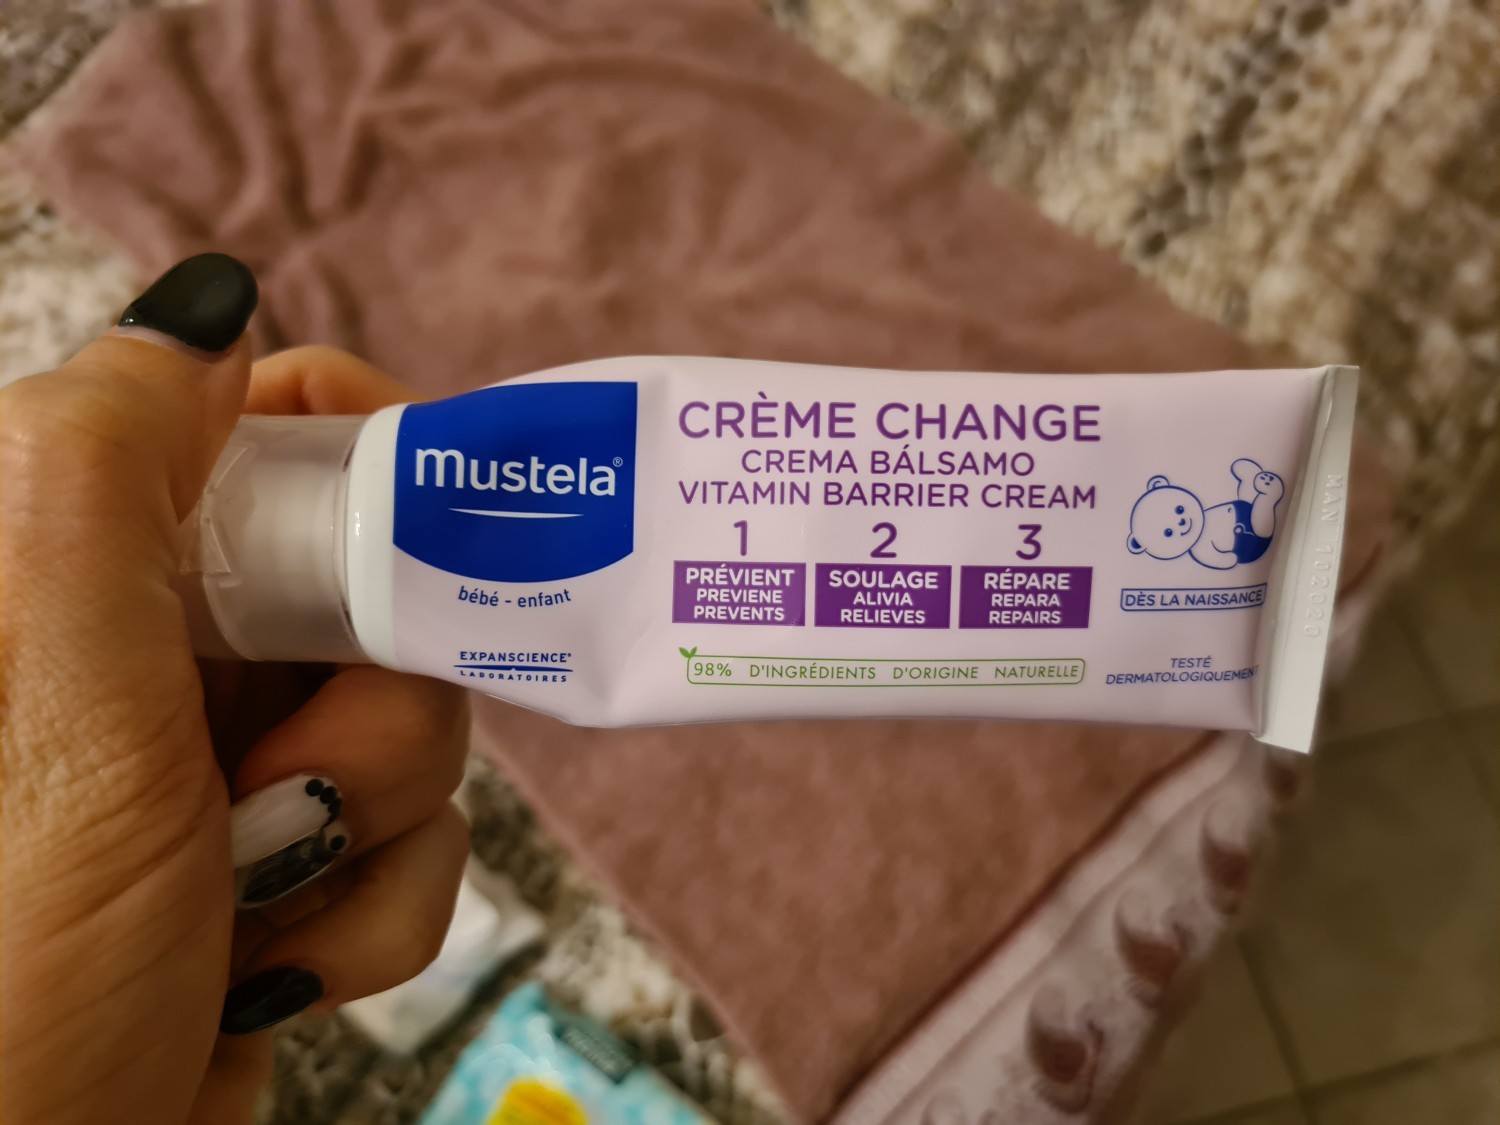 mustela®
bébé - enfant
EXPANSCIENCE®
LABORATOIRES
CRÈME CHANGE
CREMA BÁLSAMO
VITAMIN BARRIER CREAM
1
PRÉVIENT
PREVIENE
PREVENTS
2
SOULAGE
ALIVIA
RELIEVES
3
RÉPARE
REPARA
REPAIRS
98% D'INGRÉDIENTS D'ORIGINE NATURELLE
DÈS LA NAISSANCE
TESTÉ
DERMATOLOGIQUEMENT
MAN 102020